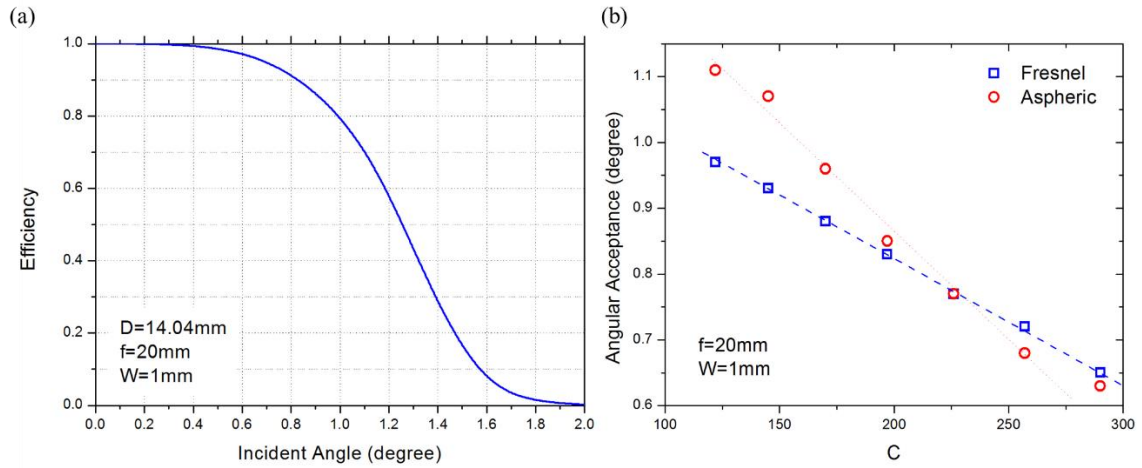 (a)
1.0
0.8
0.6
0.4
0.2
0.0
Efficiency
D=14.04mm
f=20mm
W=1mm
0.0 0.2 0.4 0.6 0.8 1.0 1.2 1.4 1.6 1.8 2.0
Incident Angle (degree)
(b)
1.1
1.0
0.9
0.8
0.7
0.6
Angular Acceptance (degree)
Fresnel
Aspheric
f=20mm
W=1mm
100 150 200 250 300
C